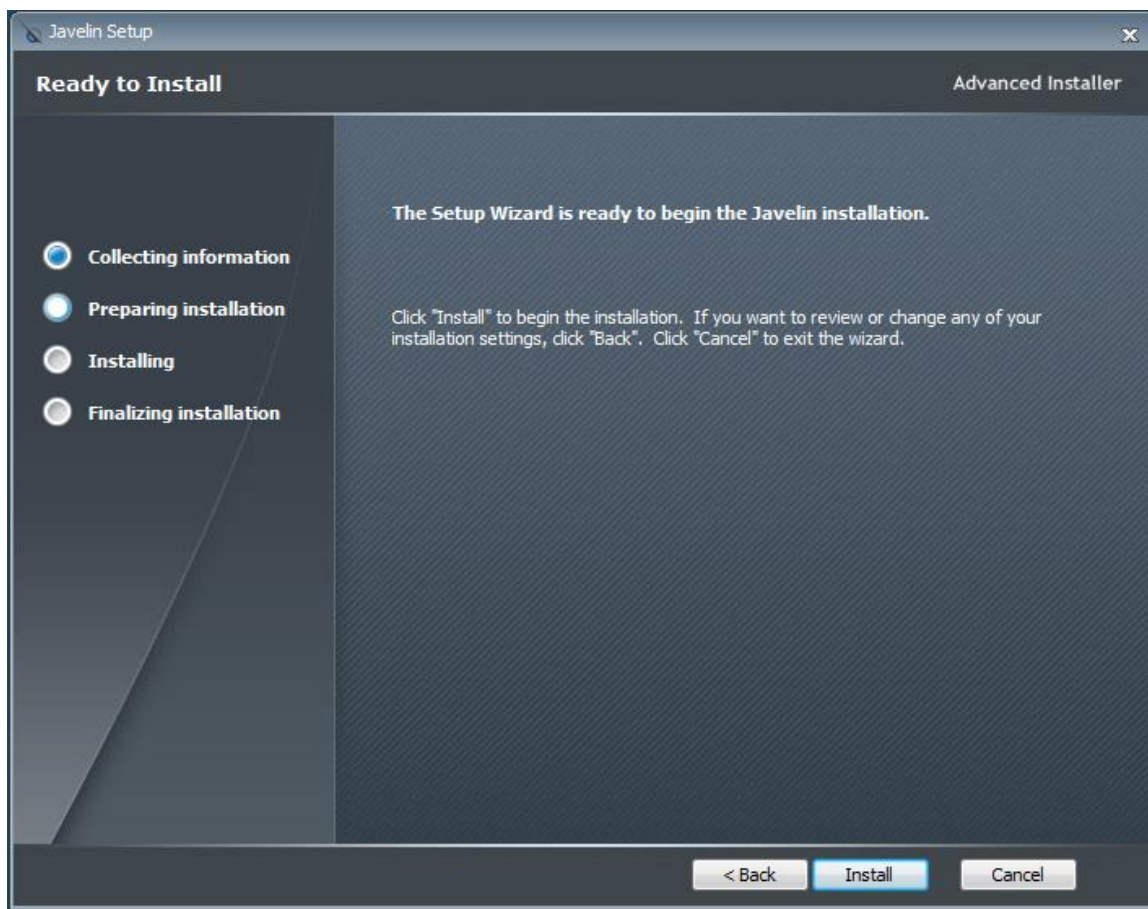 Javelin Setup
Ready to Install
Advanced Installer
The Setup Wizard is ready to begin the Javelin installation.
Collecting information
Preparing installation
Installing
Finalizing installation
Click "Install" to begin the installation. If you want to review or change any of your
installation settings, click "Back". Click "Cancel" to exit the wizard.
< Back
Install
Cancel